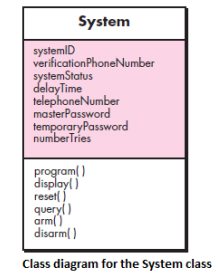 System
systemID
verificationPhoneNumber
systemStatus
delayTime
telephoneNumber
masterPassword
temporaryPassword
numberTries
program( )
display( )
reset( )
query( )
arm( )
disarm( )
Class diagram for the System class